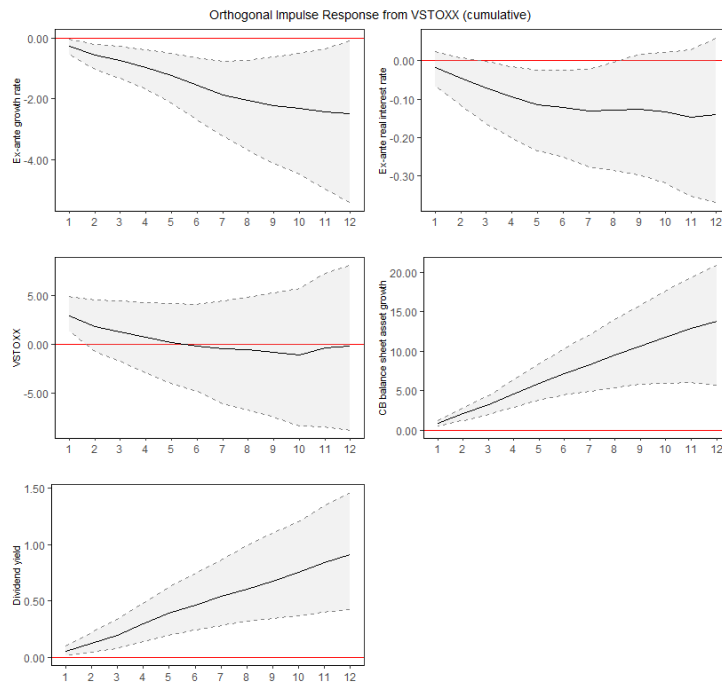 Orthogonal Impulse Response from VSTOXX (cumulative)
Ex-ante growth rate
0.00
-2.00
-4.00
1 2 3 4 5 6 7 8 9 10 11 12
Ex-ante real interest rate
0.00
-0.10
-0.20
-0.30
1 2 3 4 5 6 7 8 9 10 11 12
VSTOXX
5.00
0.00
-5.00
1 2 3 4 5 6 7 8 9 10 11 12
CB balance sheet asset growth
20.00
15.00
10.00
5.00
0.00
1 2 3 4 5 6 7 8 9 10 11 12
Dividend yield
1.50
1.00
0.50
0.00
1 2 3 4 5 6 7 8 9 10 11 12